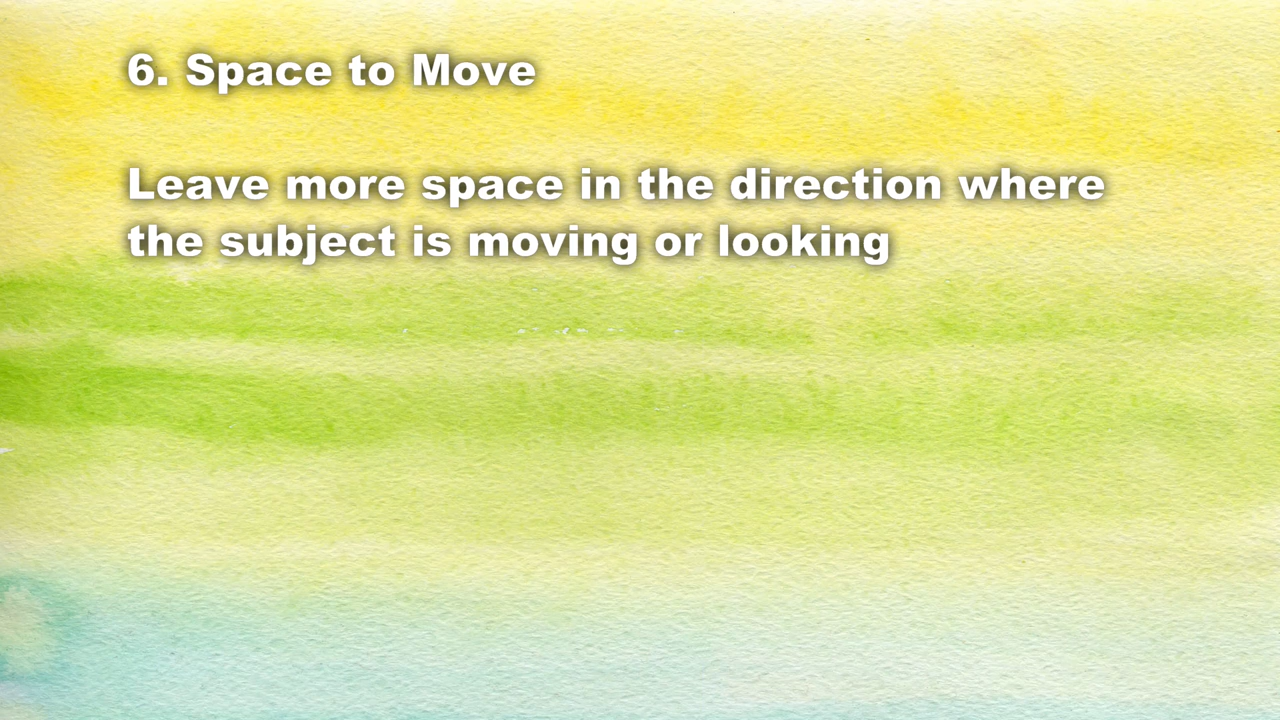 6. Space to Move
Leave more space in the direction where
the subject is moving or looking